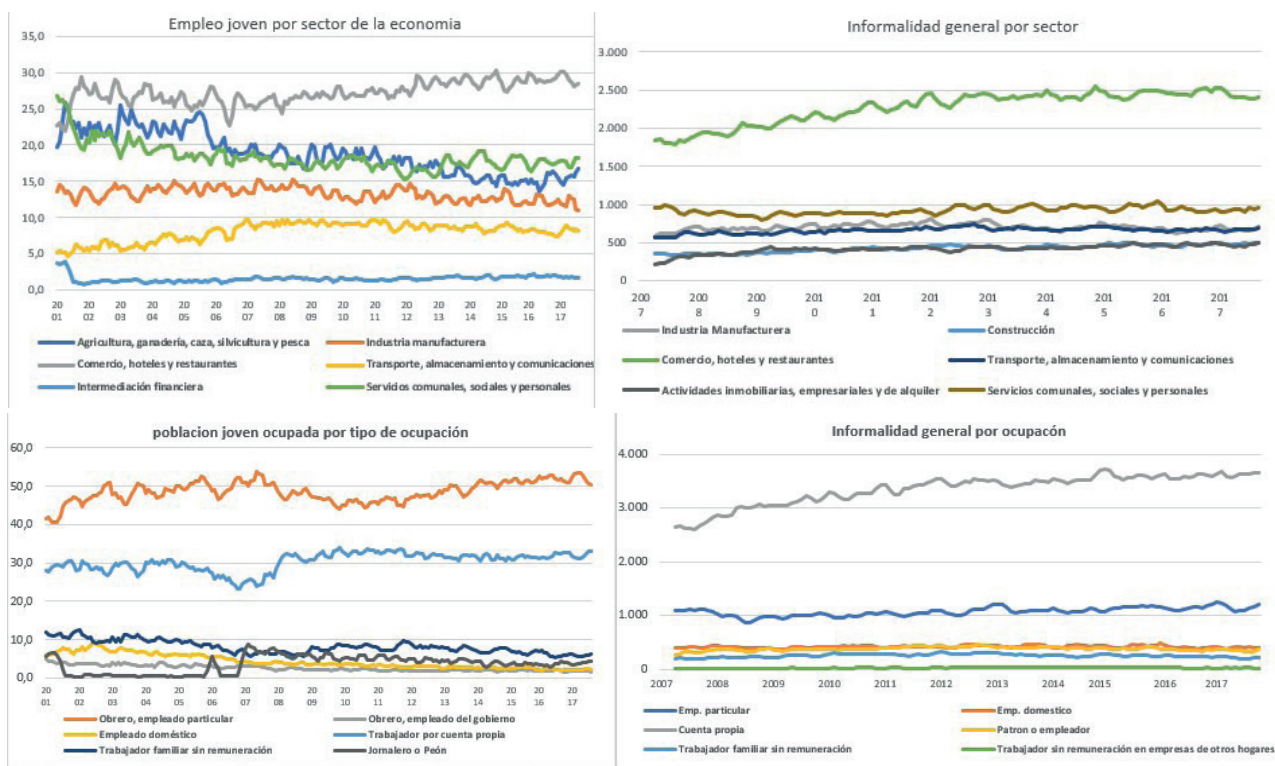 Empleo joven por sector de la economia
35,0
30,0
25,0
20,0
15,0
10,0
5,0
0,0
20 20 20 20 20 20 20 20 20 20 20 20 20 20 20 20 20
01 02 03 04 05 06 07 08 09 10 11 12 13 14 15 16 17
Agricultura, ganadería, caza, silvicultura y pesca
Industria manufacturera
Comercio, hoteles y restaurantes
Transporte, almacenamiento y comunicaciones
Intermediación financiera
Servicios comunales, sociales y personales
Informalidad general por sector
3.000
2.500
2.000
1.500
1.000
500
0
200 200 200 201 201 201 201 201 201 201 201
7 8 9 0 1 2 3 4 5 6 7
Industria Manufacturera
Construcción
Comercio, hoteles y restaurantes
Transporte, almacenamiento y comunicaciones
Actividades inmobiliarias, empresariales y de alquiler
Servicios comunales, sociales y personales
poblacion joven ocupada por tipo de ocupación
60,0
50,0
40,0
30,0
20,0
10,0
0,0
20 20 20 20 20 20 20 20 20 20 20 20 20 20 20 20 20
01 02 03 04 05 06 07 08 09 10 11 12 13 14 15 16 17
Obrero, empleado particular
Obrero, empleado del gobierno
Empleado doméstico
Trabajador por cuenta propia
Trabajador familiar sin remuneración
Jornalero o Peón
Informalidad general por ocupacón
4.000
3.000
2.000
1.000
0
2007 2008 2009 2010 2011 2012 2013 2014 2015 2016 2017
Emp. particular
Emp. domestico
Cuenta propia
Patron o empleador
Trabajador familiar sin remuneración
Trabajador sin remuneración en empresas de otros hogares